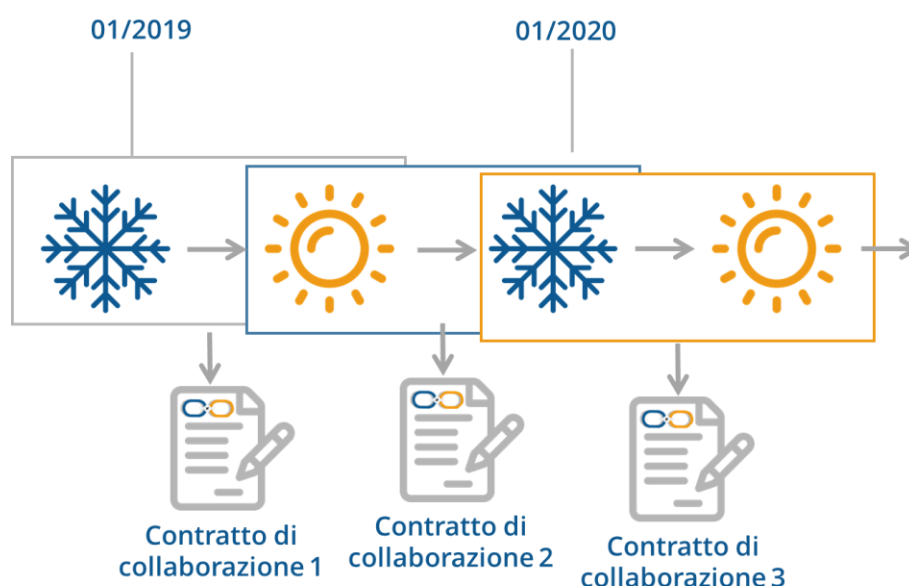 01/2019
01/2020
Contratto di
collaborazione 1
Contratto di
collaborazione 2
Contratto di
collaborazione 3